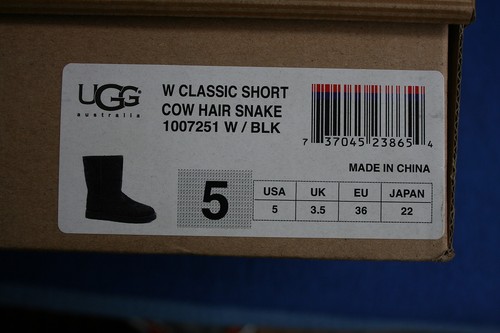 UGG
australia
W CLASSIC SHORT
COW HAIR SNAKE
1007251 W / BLK
7 37045 23865 4
MADE IN CHINA
5
USA UK EU JAPAN
5 3.5 36 22